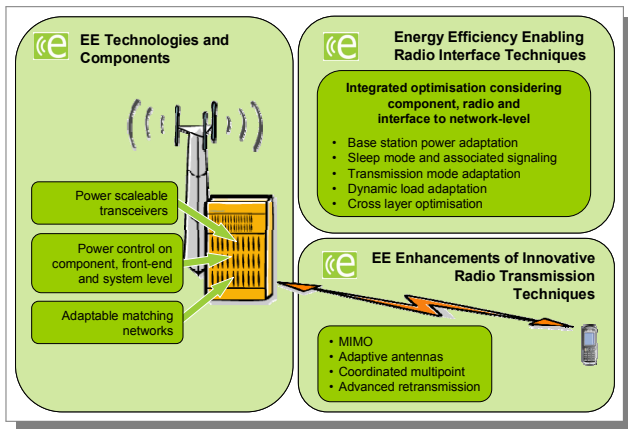 EE Technologies and
Components
Power scaleable
transceivers
Power control on
component, front-end
and system level
Adaptable matching
networks
Energy Efficiency Enabling
Radio Interface Techniques
Integrated optimisation considering
component, radio and
interface to network-level
• Base station power adaptation
• Sleep mode and associated signaling
• Transmission mode adaptation
• Dynamic load adaptation
• Cross layer optimisation
EE Enhancements of Innovative
Radio Transmission
Techniques
• MIMO
• Adaptive antennas
• Coordinated multipoint
• Advanced retransmission